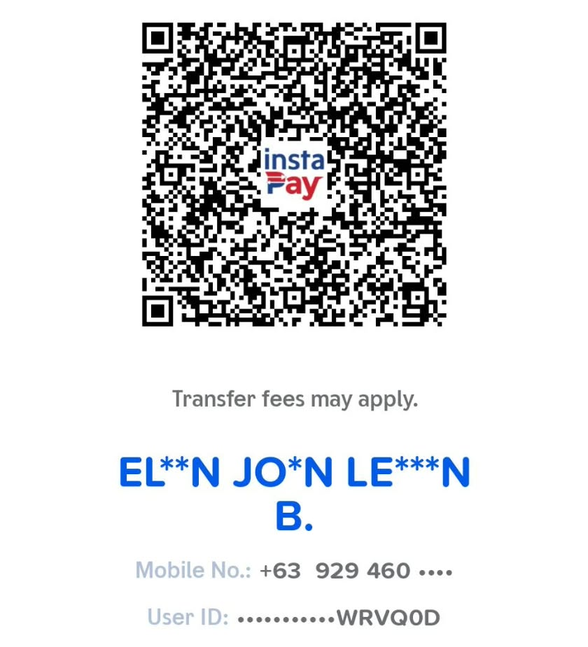 insta
Pay
Transfer fees may apply.
EL**N JO*N LE***N
B.
Mobile No.: +63 929 460 ••••
User ID: •••••••••••WRVQ0D